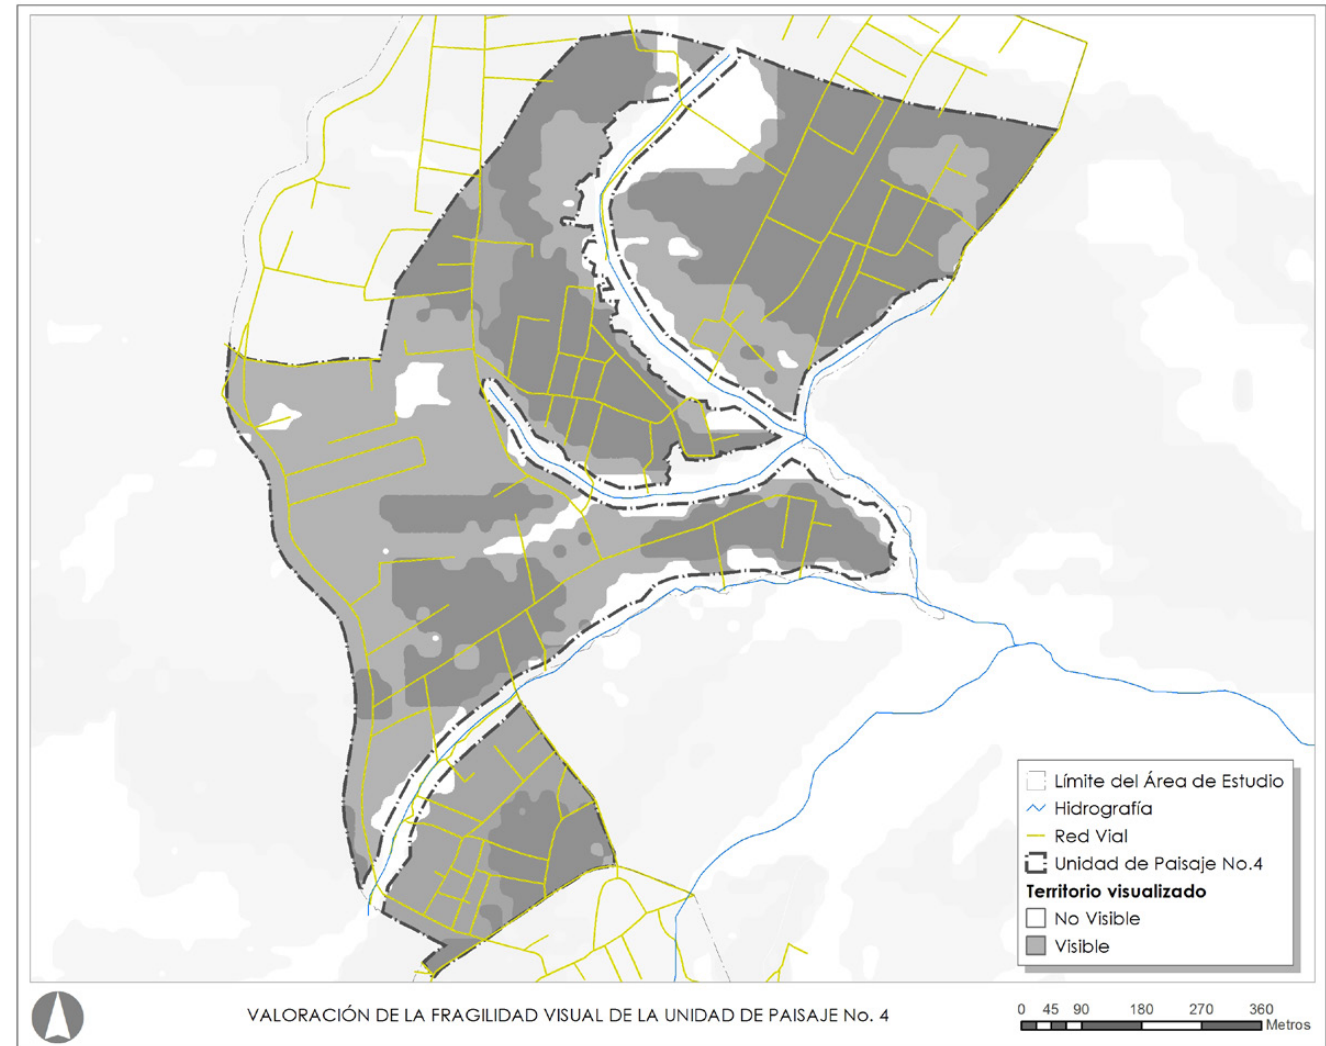 Límite del Área de Estudio
Hidrografía
Red Vial
Unidad de Paisaje No.4
Territorio visualizado
No Visible
Visible
VALORACIÓN DE LA FRAGILIDAD VISUAL DE LA UNIDAD DE PAISAJE No. 4
0 45 90 180 270 360
Metros